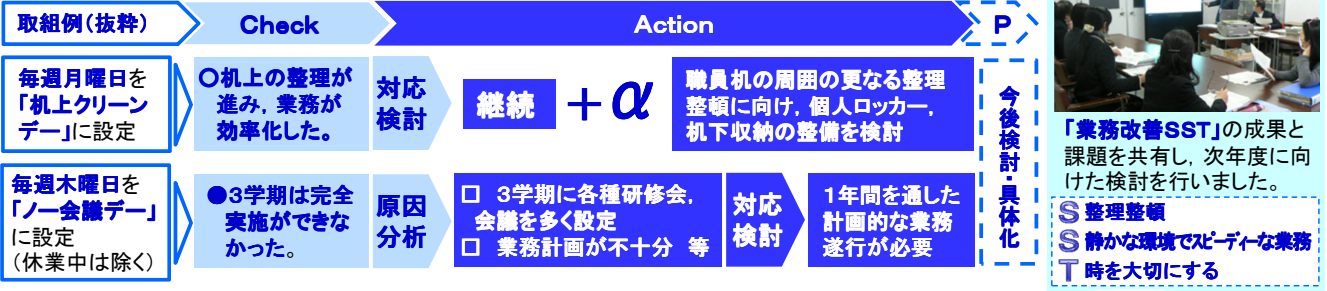 取組例（抜粋）
Check
Action
P
毎週月曜日を
「机上クリーン
デー」に設定
○机上の整理が
進み，業務が
効率化した。
対応
検討
継続
＋α
職員机の周囲の更なる整理
整頓に向け，個人ロッカー，
机下収納の整備を検討
毎週木曜日を
「ノー会議デー」
に設定
（休業中は除く）
●３学期は完全
実施ができな
かった。
原因
分析
□　３学期に各種研修会，
会議を多く設定
□　業務計画が不十分　等
対応
検討
１年間を通した
計画的な業務
遂行が必要
今後検討・具体化
「業務改善ＳＳＴ」の成果と
課題を共有し，次年度に向
けた検討を行いました。
S 整理整頓
S 静かな環境でｽﾋﾟｰﾃﾞｨｰな業務
T 時を大切にする